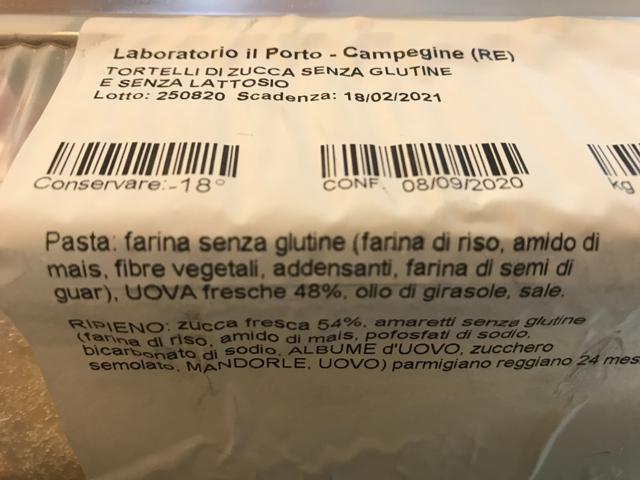 Laboratorio il Porto - Campegine (RE)
TORTELLI DI ZUCCA SENZA GLUTINE
E SENZA LATTOSIO
Lotto: 250820 Scadenza: 18/02/2021
Conservare:-18° CONF. 08/09/2020 kg
Pasta: farina senza glutine (farina di riso, amido di
mais, fibre vegetali, addensanti, farina di semi di
guar), UOVA fresche 48%, olio di girasole, sale.
RIPIENO: zucca fresca 54%, amaretti senza glutine
(farina di riso, amido di mais, pofosfati di sodio,
bicarbonato di sodio, ALBUME d'UOVO, zucchero
semolato, MANDORLE, UOVO) parmigiano reggiano 24 mes